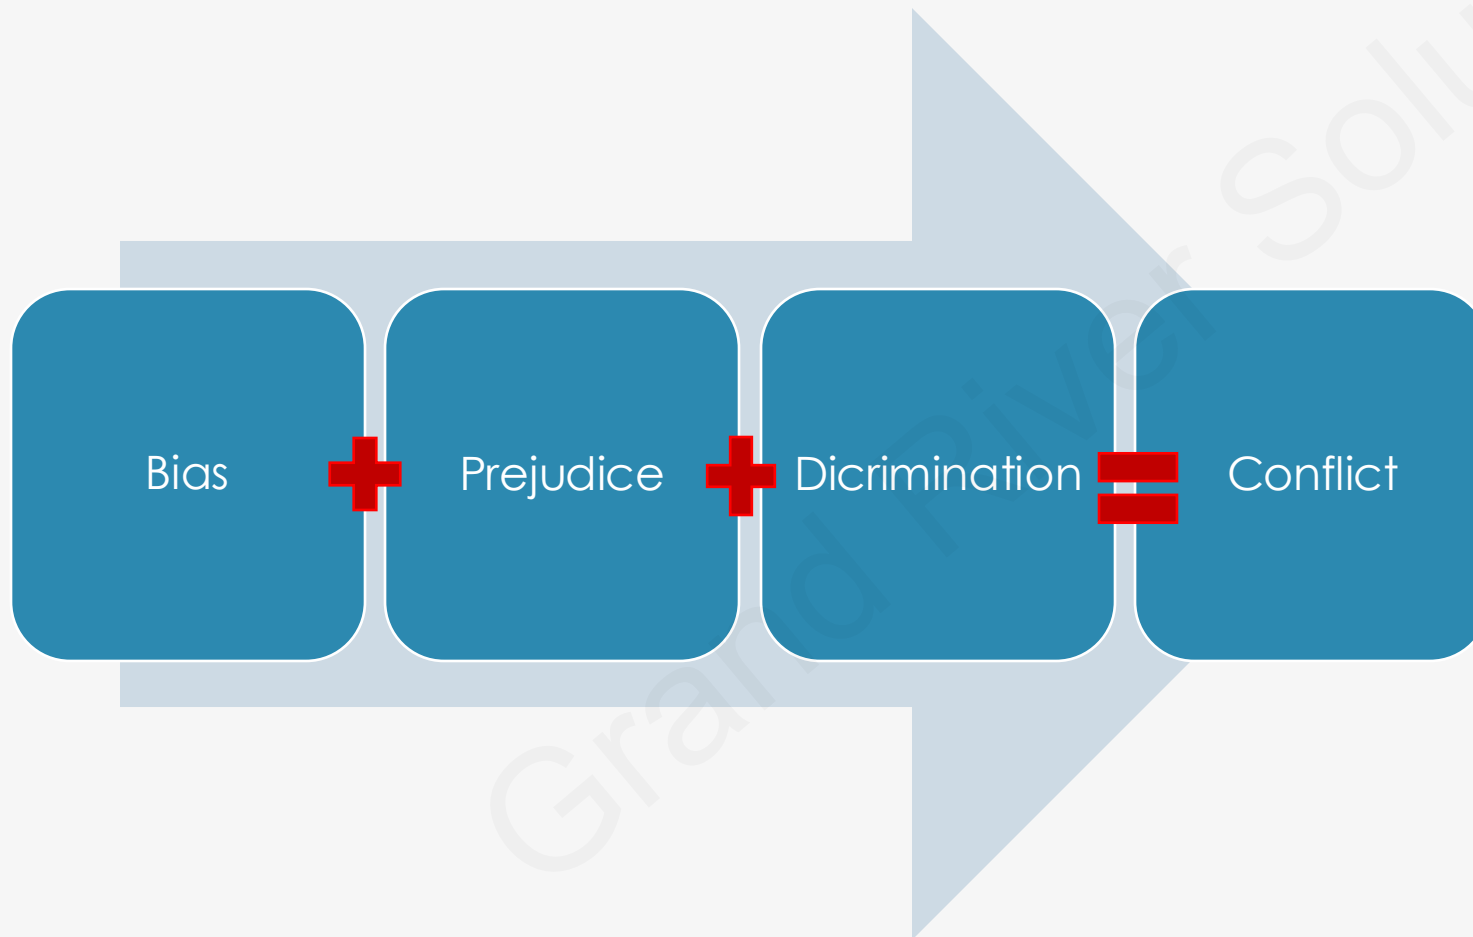 Bias
Prejudice
Dicrimination
Conflict
Grand River Solu